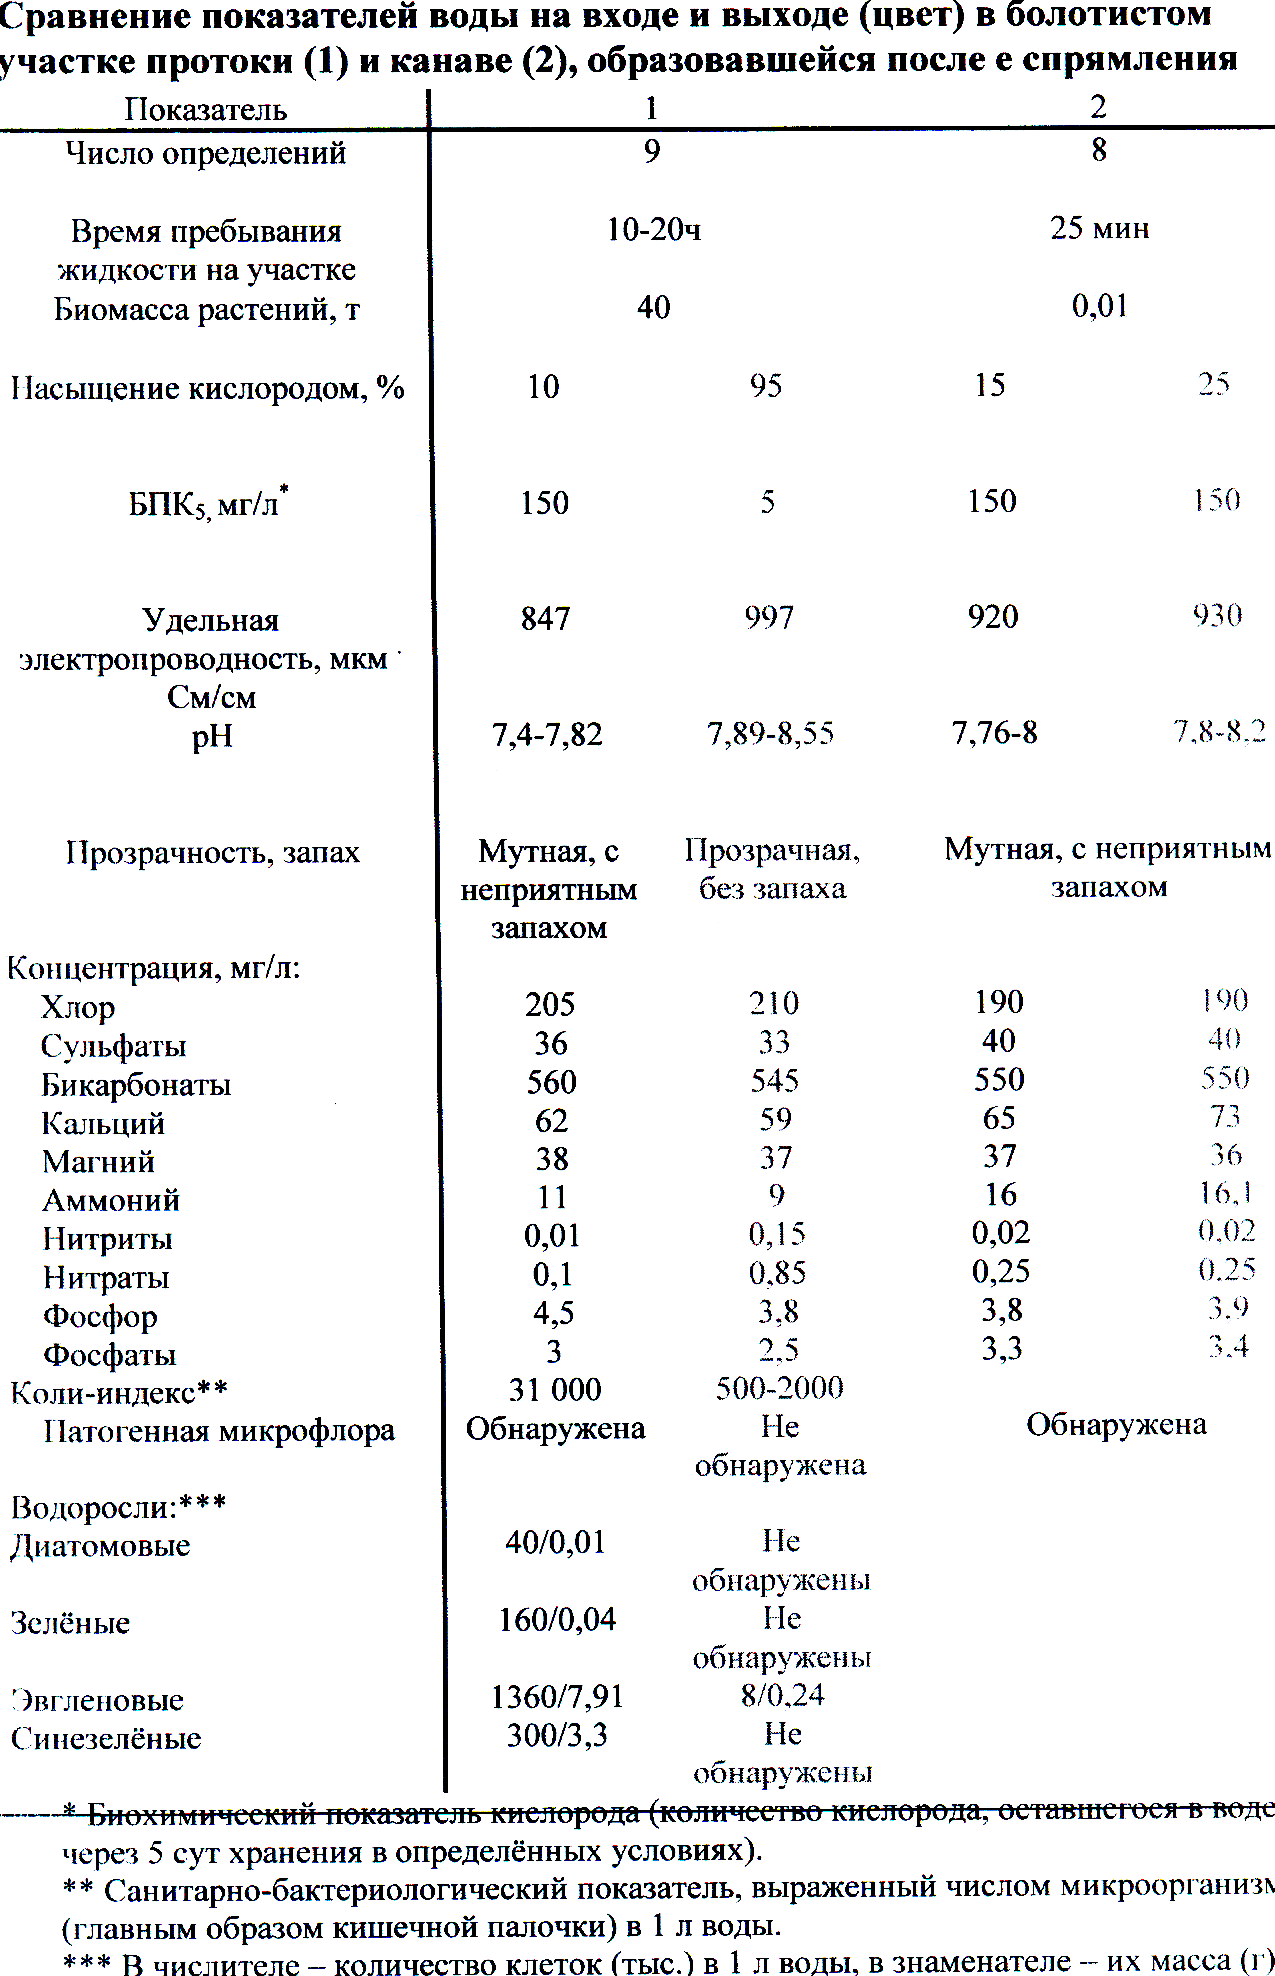 Сравнение показателей воды на входе и выходе (цвет) в болотистом
участке протоки (1) и канаве (2), образовавшейся после е спрямления
Показатель 1 2
Число определений 9 8
Время пребывания 10-20ч 25 мин
жидкости на участке
Биомасса растений, т 40 0,01
Насыщение кислородом, % 10 95 15 25
БПК5, мг/л* 150 5 150 150
Удельная 847 997 920 930
электропроводность, мкм
См/см
pH 7,4-7,82 7,89-8,55 7,76-8 7,8-8,2
Прозрачность, запах Мутная, с Прозрачная, Мутная, с неприятным
неприятным без запаха запахом
запахом
Концентрация, мг/л:
Хлор 205 210 190 190
Сульфаты 36 33 40 40
Бикарбонаты 560 545 550 550
Кальций 62 59 65 73
Магний 38 37 37 36
Аммоний 11 9 16 16,1
Нитриты 0,01 0,15 0,02 0,02
Нитраты 0,1 0,85 0,25 0,25
Фосфор 4,5 3,8 3,8 3,9
Фосфаты 3 2,5 3,3 3,4
Коли-индекс** 31 000 500-2000
Патогенная микрофлора Обнаружена Не Обнаружена
обнаружена
Водоросли:***
Диатомовые 40/0,01 Не
обнаружены
Зелёные 160/0,04 Не
обнаружены
Эвгленовые 1360/7,91 8/0,24
Синезелёные 300/3,3 Не
обнаружены
* Биохимический показатель кислорода (количество кислорода, оставшегося в воде
через 5 сут хранения в определённых условиях).
** Санитарно-бактериологический показатель, выраженный числом микроорганизм
(главным образом кишечной палочки) в 1 л воды.
*** В числителе – количество клеток (тыс.) в 1 л воды, в знаменателе – их масса (г)